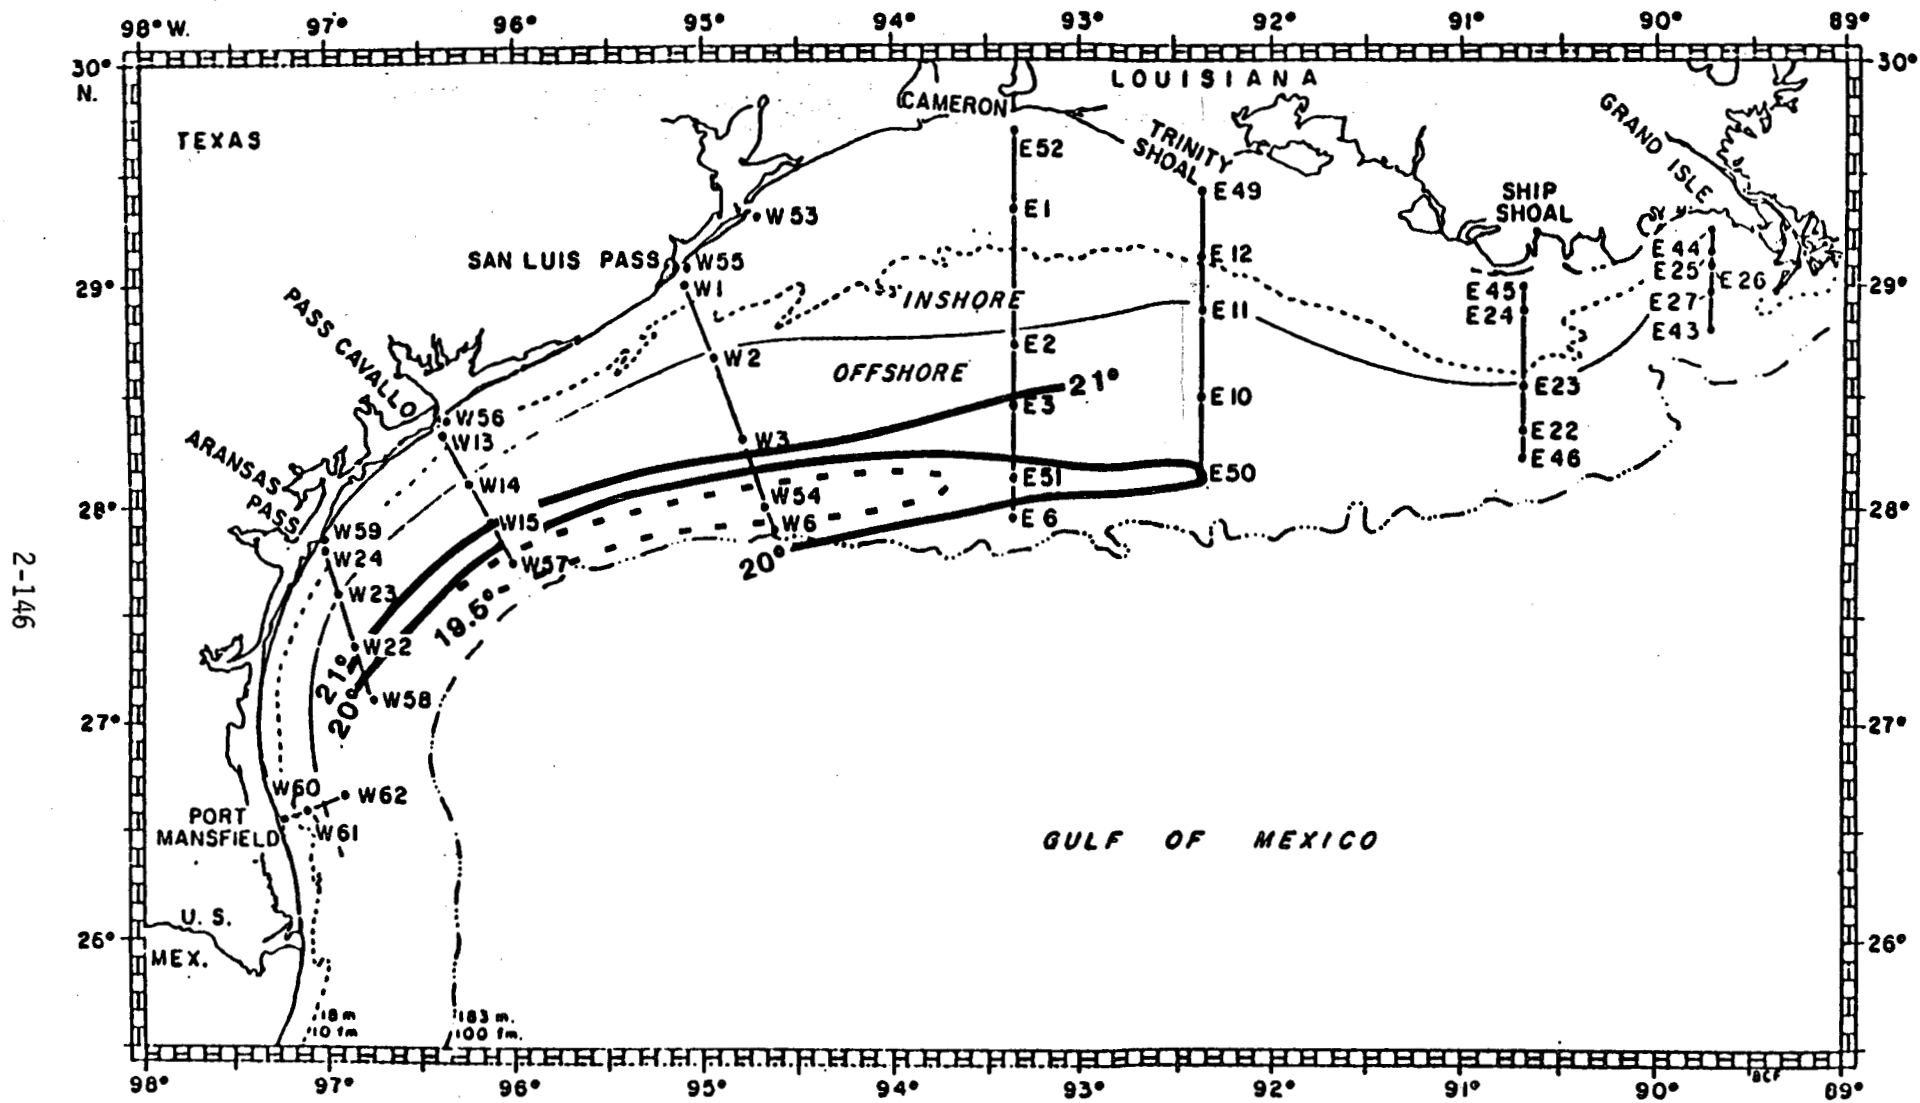 98° W. 97° 96° 95° 94° 93° 92° 91° 90° 89°
30° N.
30°
LOUISIANA
CAMERON
TEXAS
TRINITY SHOAL
GRAND ISLE
E52
E49
SHIP SHOAL
E1
W53
SAN LUIS PASS
W55
E12
E44
E25
E26
29°
W1
INSHORE
E45
E27
29°
PASS CAVALLO
E11
E24
E43
W2
E2
OFFSHORE
21°
E23
E3
E10
W56
W13
W3
E22
ARANSAS PASS
W14
E51
E50
E46
W54
28°
W15
W6
E6
28°
W59
W24
W57
20°
W23
19.5°
W22
21°
20°
W58
27°
27°
W60
W62
PORT MANSFIELD
W61
GULF OF MEXICO
U. S.
26°
26°
MEX.
18 m
10 fm
183 m.
100 fm.
BCF
98° 97° 96° 95° 94° 93° 92° 91° 90° 89°
2-146